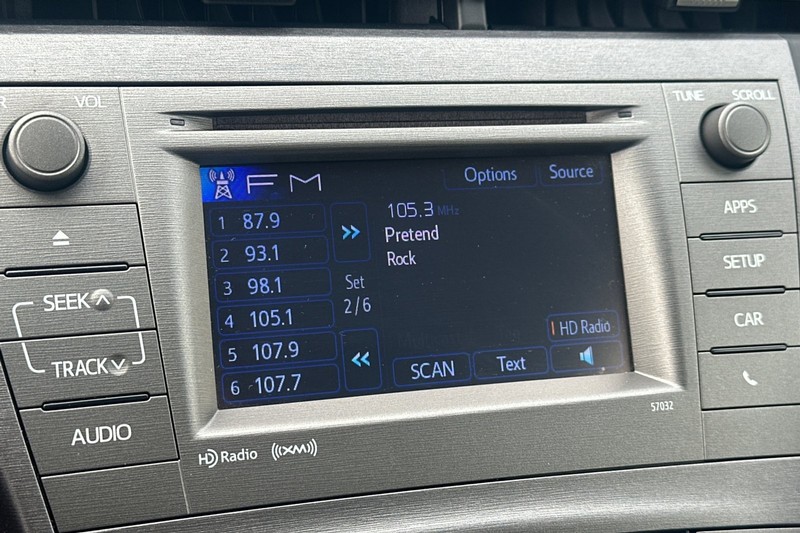 VOL
TUNE SCROLL
FM
Options
Source
1 87.9
2 93.1
3 98.1
4 105.1
5 107.9
6 107.7
Set
2/6
105.3 MHz
Pretend
Rock
HD Radio
SCAN
Text
SEEK
TRACK
AUDIO
APPS
SETUP
CAR
57032
HD Radio
((XM))